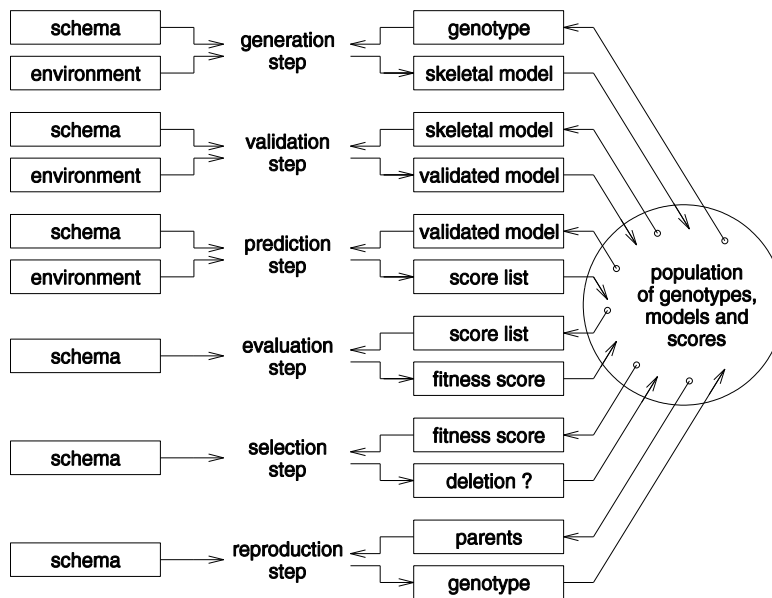 schema
environment
generation
step
genotype
skeletal model
schema
environment
validation
step
skeletal model
validated model
schema
environment
prediction
step
validated model
score list
schema
evaluation
step
score list
fitness score
schema
selection
step
fitness score
deletion ?
schema
reproduction
step
parents
genotype
population
of genotypes,
models and
scores